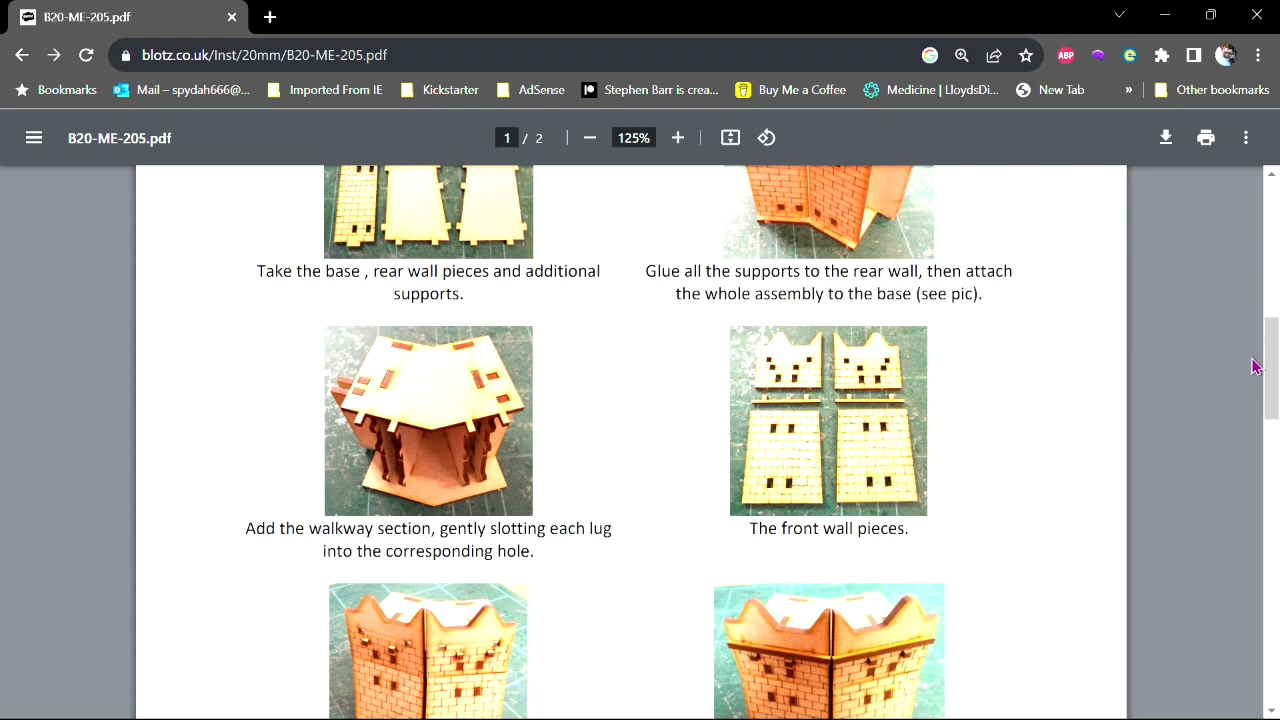 B20-ME-205.pdf
blotz.co.uk/Inst/20mm/B20-ME-205.pdf
ABP
Bookmarks
Mail – spydah666@...
Imported From IE
Kickstarter
AdSense
Stephen Barr is crea...
Buy Me a Coffee
Medicine | LloydsDi...
New Tab
»
Other bookmarks
B20-ME-205.pdf
1 / 2
125%
Take the base , rear wall pieces and additional
supports.
Glue all the supports to the rear wall, then attach
the whole assembly to the base (see pic).
Add the walkway section, gently slotting each lug
into the corresponding hole.
The front wall pieces.